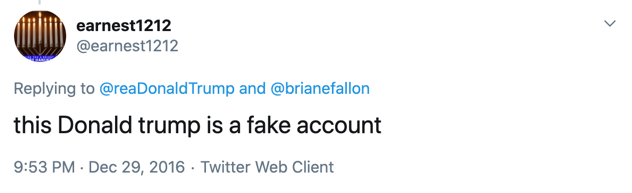 earnest1212
@earnest1212
Replying to @reaDonaldTrump and @brianefallon
this Donald trump is a fake account
9:53 PM · Dec 29, 2016 · Twitter Web Client